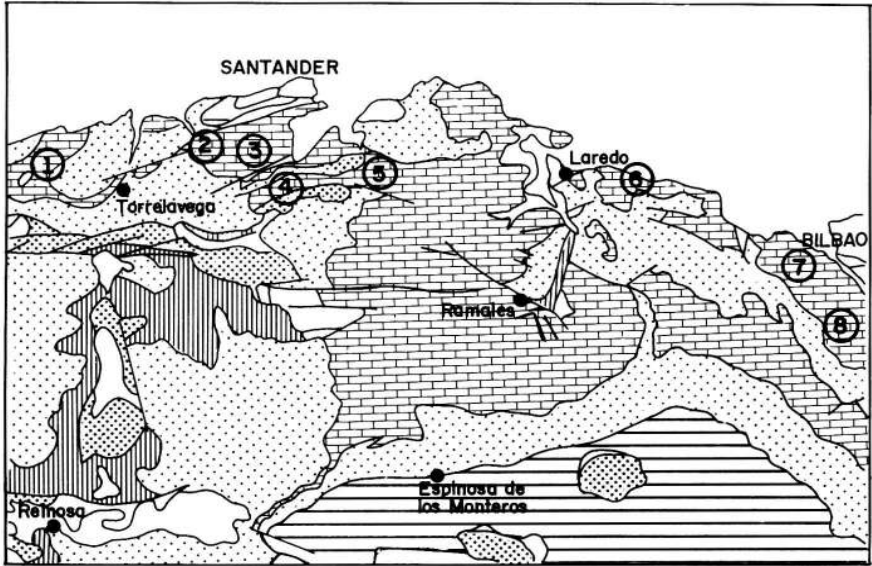 SANTANDER
1
2
3
4
5
6
7
8
Laredo
Torrelavega
BILBAO
Ramales
Espinosa de
los Monteros
Reinosa